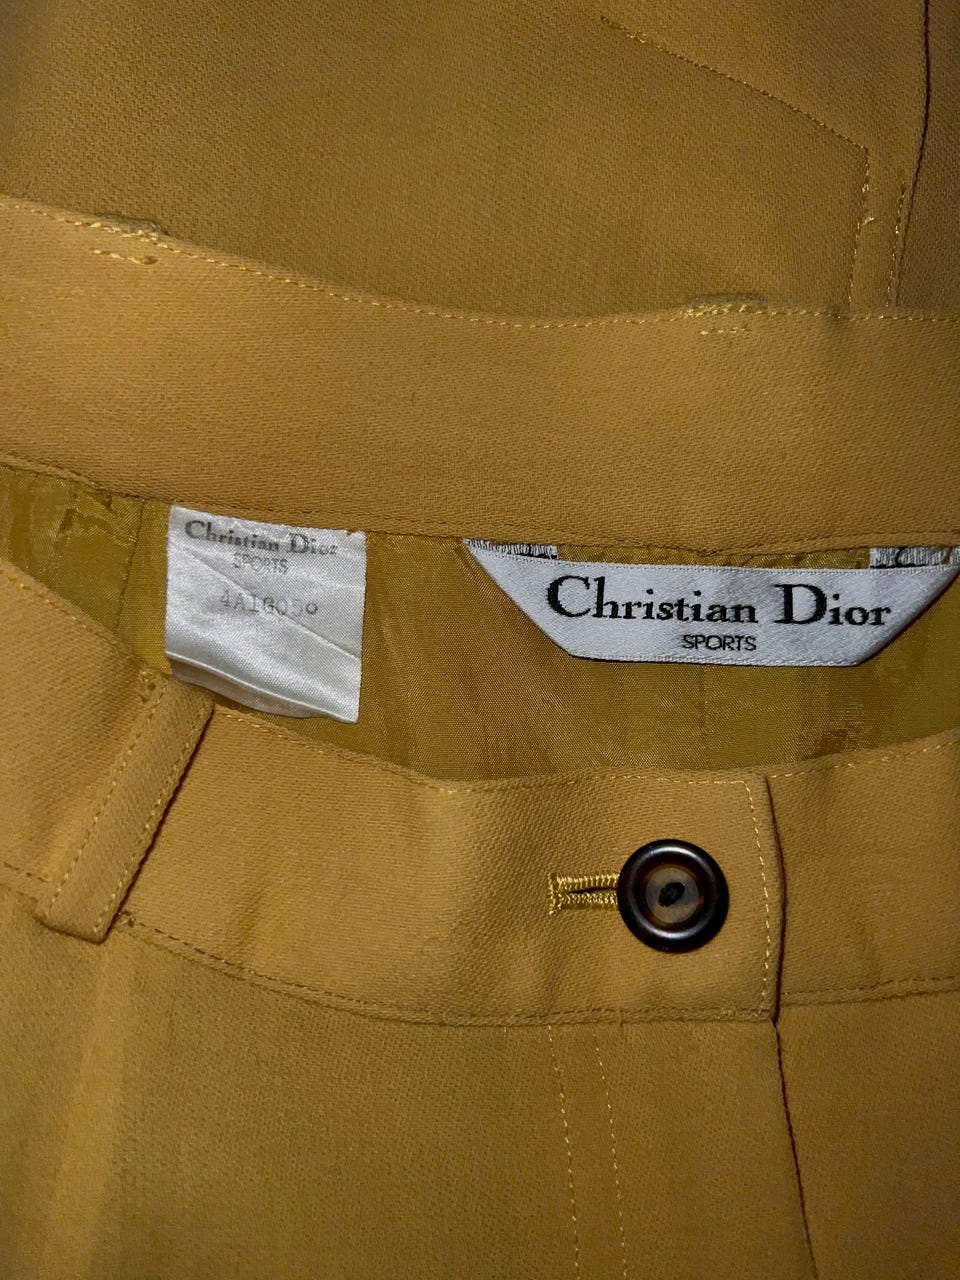 Christian Dior
SPORTS
4A1G050
Christian Dior
SPORTS